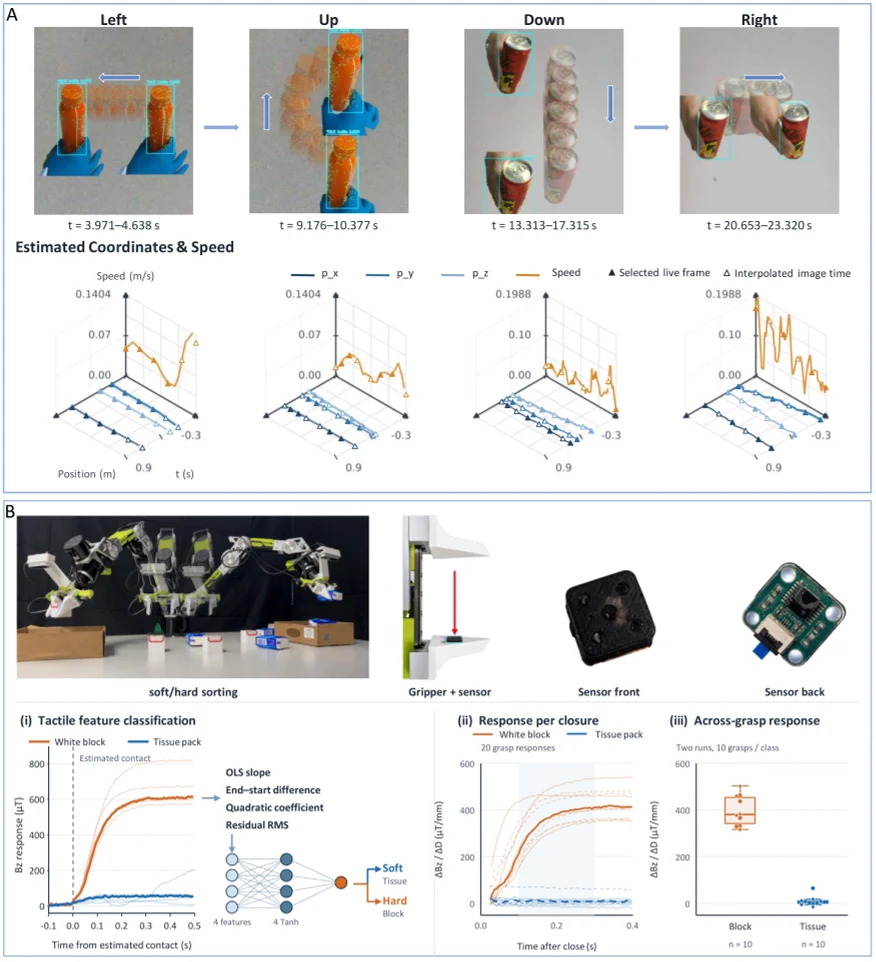 A
Left
Up
Down
Right
t = 3.971–4.638 s
t = 9.176–10.377 s
t = 13.313–17.315 s
t = 20.653–23.320 s
Estimated Coordinates & Speed
Speed (m/s)
p_x
p_y
p_z
Speed
Selected live frame
Interpolated image time
0.1404
0.07
0.00
-0.3
0.9
Position (m)
t (s)
0.1404
0.07
0.00
-0.3
0.9
0.1988
0.10
0.00
-0.3
0.9
0.1988
0.10
0.00
-0.3
0.9
B
soft/hard sorting
Gripper + sensor
Sensor front
Sensor back
(i) Tactile feature classification
White block
Tissue pack
Estimated contact
Bz response (µT)
800
600
400
200
0
-0.1
0.0
0.1
0.2
0.3
0.4
0.5
Time from estimated contact (s)
OLS slope
End–start difference
Quadratic coefficient
Residual RMS
4 features
4 Tanh
Soft
Tissue
Hard
Block
(ii) Response per closure
White block
Tissue pack
20 grasp responses
ΔBz / ΔD (µT/mm)
600
400
200
0
0.0
0.2
0.4
Time after close (s)
(iii) Across-grasp response
Two runs, 10 grasps / class
ΔBz / ΔD (µT/mm)
600
400
200
0
Block
Tissue
n = 10
n = 10